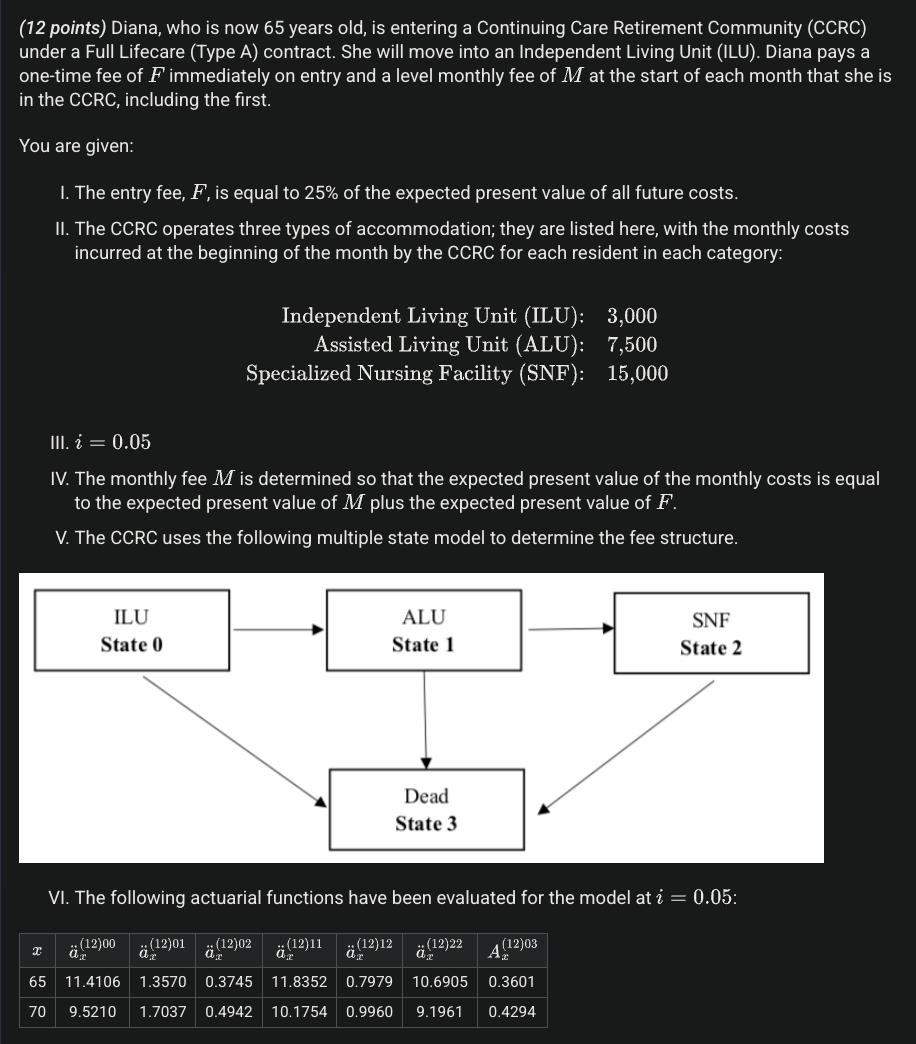 (12 points) Diana, who is now 65 years old, is entering a Continuing Care Retirement Community (CCRC)
under a Full Lifecare (Type A) contract. She will move into an Independent Living Unit (ILU). Diana pays a
one-time fee of F immediately on entry and a level monthly fee of M at the start of each month that she is
in the CCRC, including the first.
You are given:
I. The entry fee, F, is equal to 25% of the expected present value of all future costs.
II. The CCRC operates three types of accommodation; they are listed here, with the monthly costs
incurred at the beginning of the month by the CCRC for each resident in each category:
Independent Living Unit (ILU): 3,000
Assisted Living Unit (ALU): 7,500
Specialized Nursing Facility (SNF): 15,000
III. i = 0.05
IV. The monthly fee M is determined so that the expected present value of the monthly costs is equal
to the expected present value of M plus the expected present value of F.
V. The CCRC uses the following multiple state model to determine the fee structure.
ILU
State 0
ALU
State 1
SNF
State 2
Dead
State 3
VI. The following actuarial functions have been evaluated for the model at i = 0.05:
x ä_x^{(12)00} ä_x^{(12)01} ä_x^{(12)02} ä_x^{(12)11} ä_x^{(12)12} ä_x^{(12)22} A_x^{(12)03}
65 11.4106 1.3570 0.3745 11.8352 0.7979 10.6905 0.3601
70 9.5210 1.7037 0.4942 10.1754 0.9960 9.1961 0.4294